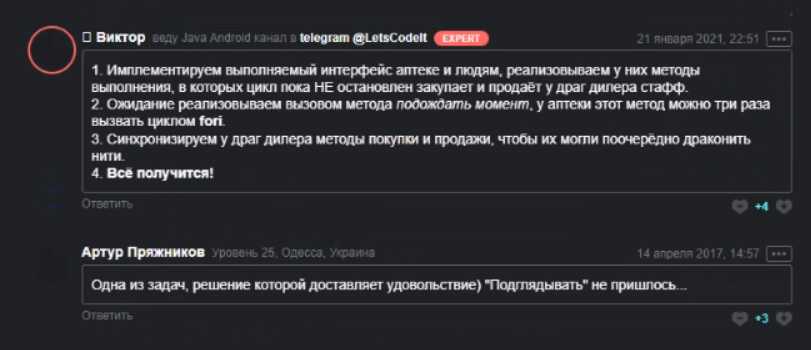 Виктор веду Java Android канал в telegram @LetsCodeIt EXPERT 21 января 2021, 22:51
1. Имплементируем выполняемый интерфейс аптеке и людям, реализовываем у них методы
выполнения, в которых цикл пока НЕ остановлен закупает и продаёт у драг дилера стафф.
2. Ожидание реализовываем вызовом метода подождать момент, у аптеки этот метод можно три раза
вызвать циклом fori.
3. Синхронизируем у драг дилера методы покупки и продажи, чтобы их могли поочерёдно драконить
нити.
4. Всё получится!
Ответить +4
Артур Пряжников Уровень 25, Одесса, Украина 14 апреля 2017, 14:57
Одна из задач, решение которой доставляет удовольствие) "Подглядывать" не пришлось...
Ответить +3